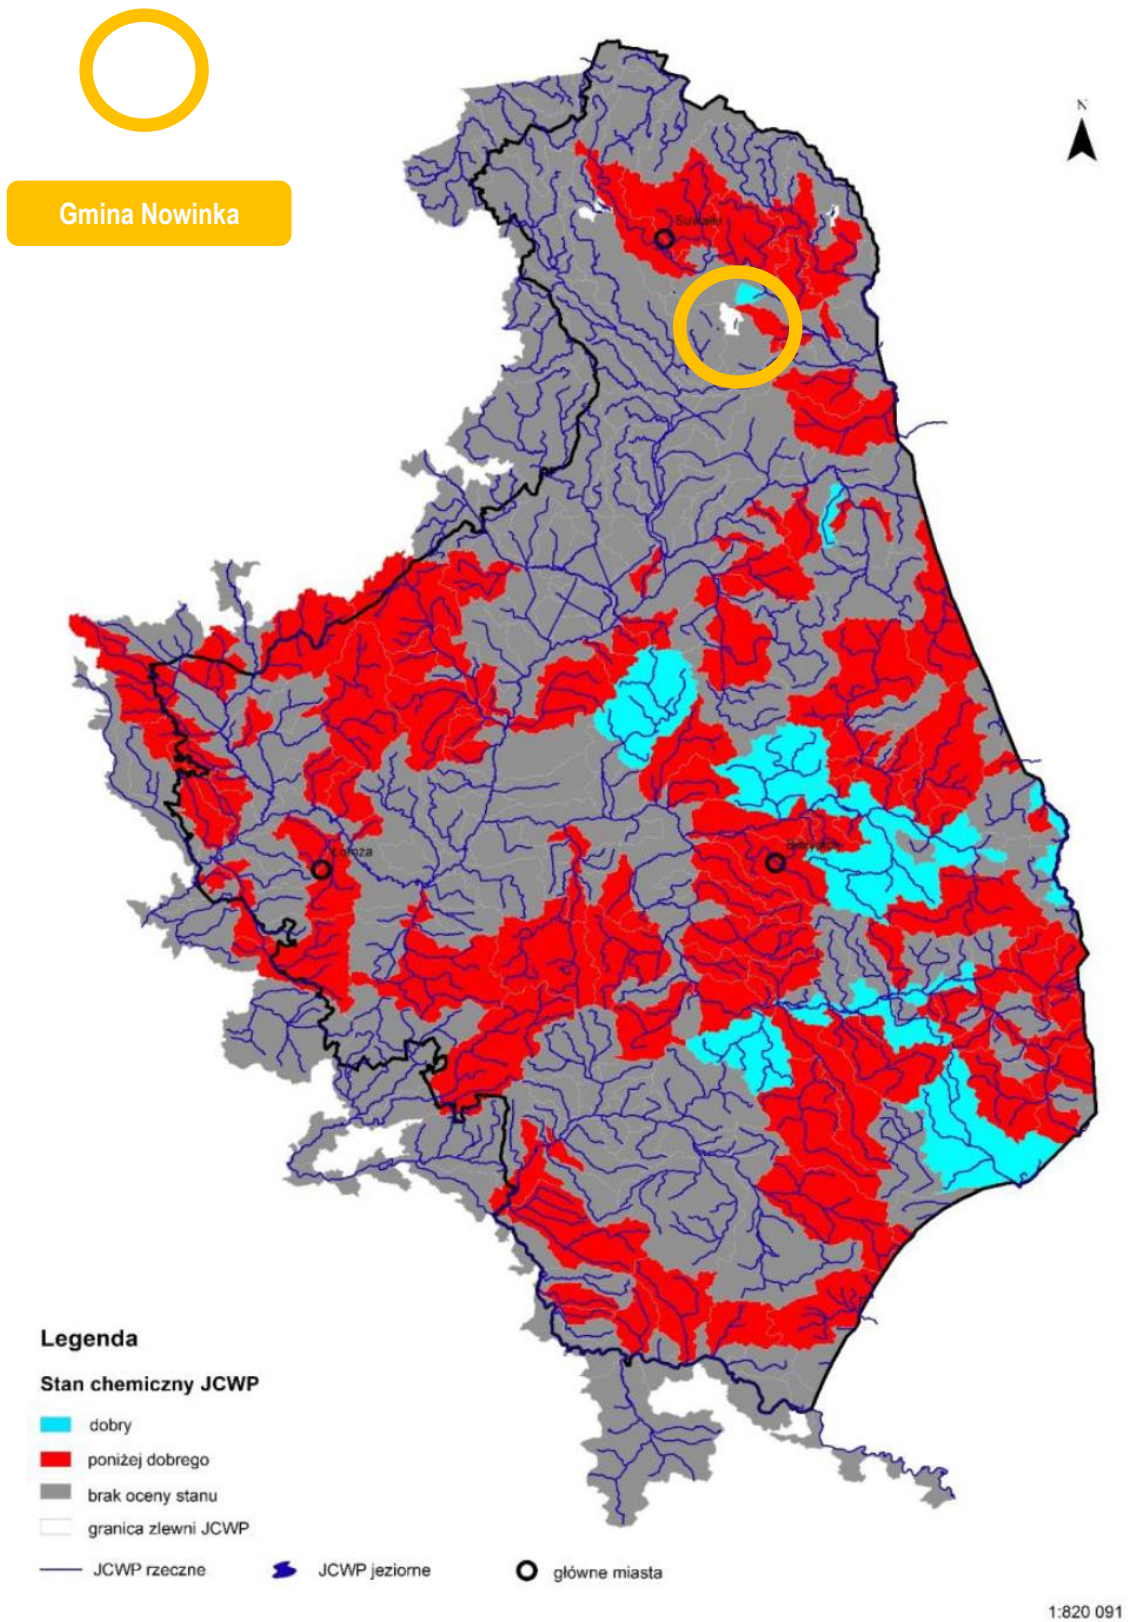 Gmina Nowinka
N
Suwałki
Łomża
Białystok
Legenda
Stan chemiczny JCWP
dobry
poniżej dobrego
brak oceny stanu
granica zlewni JCWP
JCWP rzeczne
JCWP jeziorne
główne miasta
1:820 091